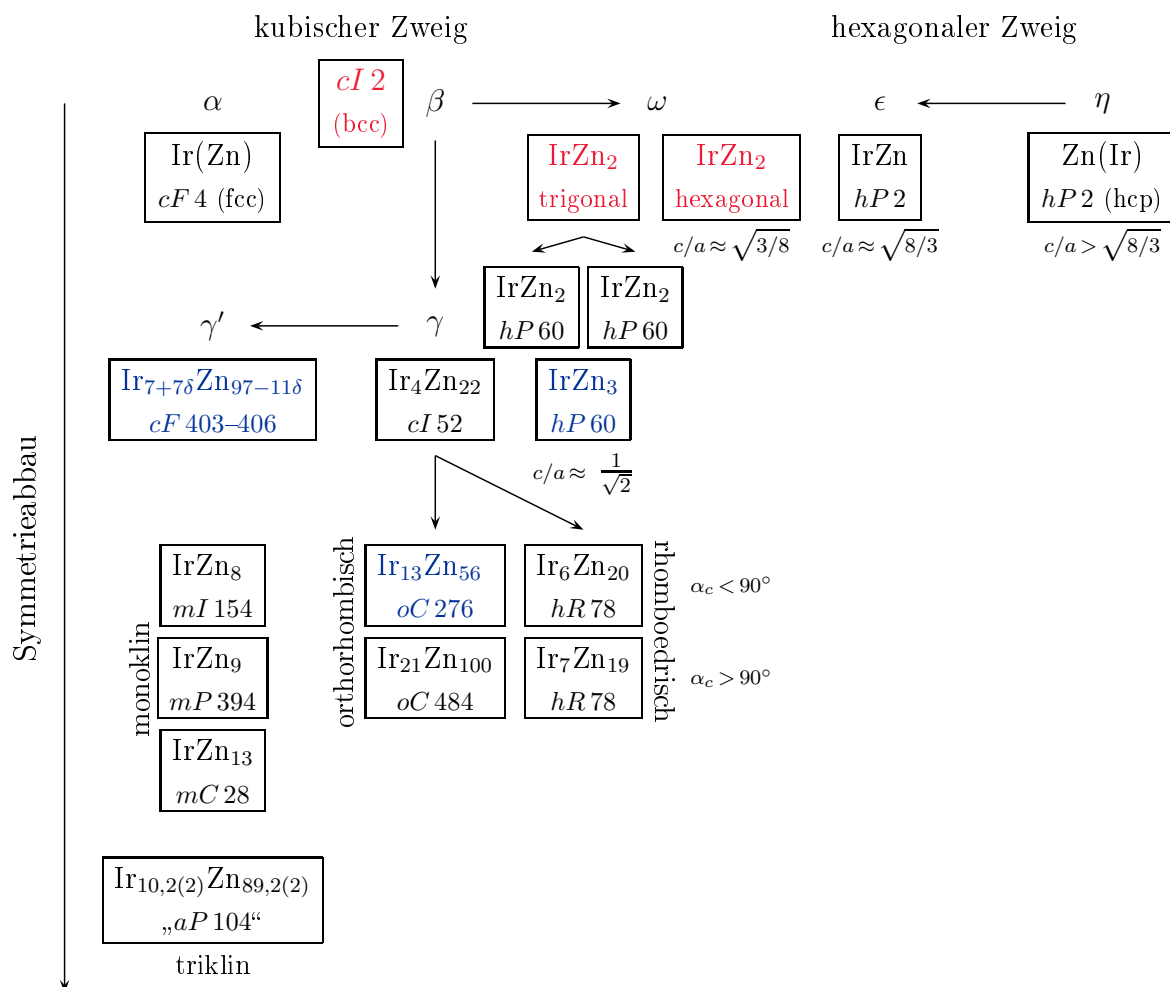 kubischer Zweig
hexagonaler Zweig
cI 2
(bcc)
α
β
ω
ϵ
η
Ir(Zn)
cF 4 (fcc)
IrZn₂
trigonal
IrZn₂
hexagonal
IrZn
hP 2
Zn(Ir)
hP 2 (hcp)
c/a ≈ √3/8
c/a ≈ √8/3
c/a > √8/3
IrZn₂
hP 60
IrZn₂
hP 60
γ′
γ
Ir₇₊₇δZn₉₇₋₁₁δ
cF 403–406
Ir₄Zn₂₂
cI 52
IrZn₃
hP 60
c/a ≈ 1/√2
Symmetrieabbau
monoklin
IrZn₈
mI 154
IrZn₉
mP 394
IrZn₁₃
mC 28
orthorhombisch
Ir₁₃Zn₅₆
oC 276
Ir₂₁Zn₁₀₀
oC 484
Ir₆Zn₂₀
hR 78
Ir₇Zn₁₉
hR 78
rhomboedrisch
α_c < 90°
α_c > 90°
Ir₁₀,₂₍₂₎Zn₈₉,₂₍₂₎
„aP 104“
triklin